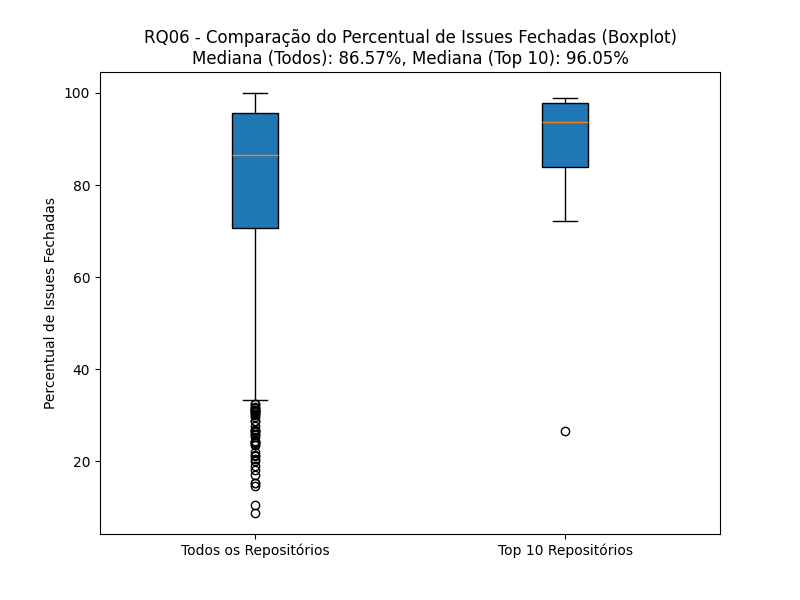 RQ06 - Comparação do Percentual de Issues Fechadas (Boxplot)
Mediana (Todos): 86.57%, Mediana (Top 10): 96.05%
100
80
60
40
20
Percentual de Issues Fechadas
Todos os Repositórios
Top 10 Repositórios